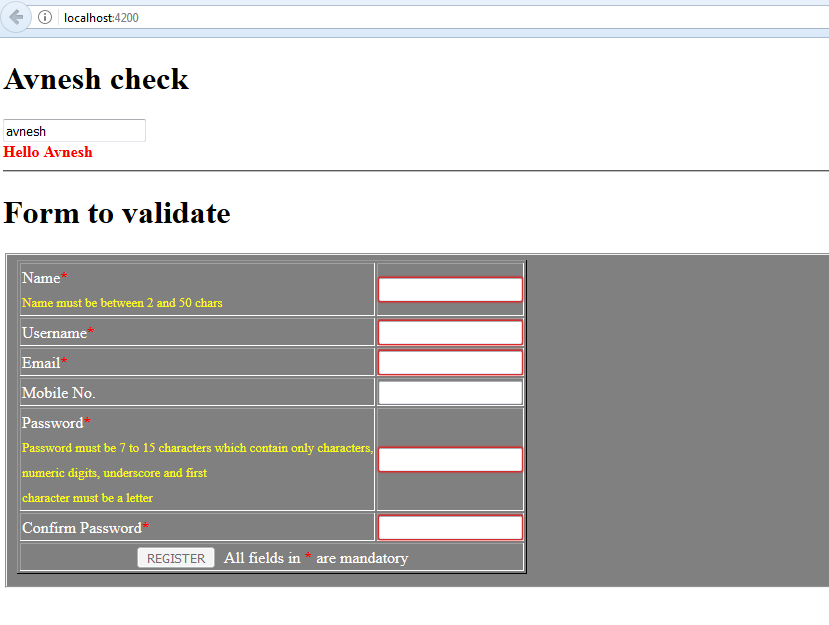 localhost:4200
Avnesh check
avnesh
Hello Avnesh
Form to validate
Name*
Name must be between 2 and 50 chars
Username*
Email*
Mobile No.
Password*
Password must be 7 to 15 characters which contain only characters,
numeric digits, underscore and first
character must be a letter
Confirm Password*
REGISTER All fields in * are mandatory